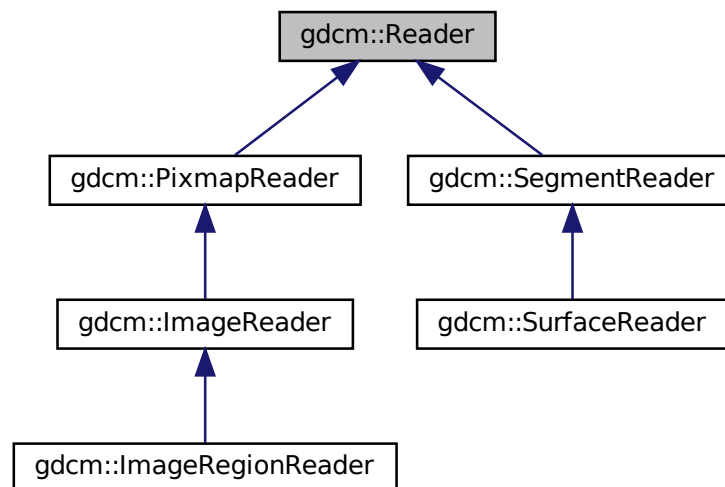 gdcm::Reader
gdcm::PixmapReader
gdcm::SegmentReader
gdcm::ImageReader
gdcm::SurfaceReader
gdcm::ImageRegionReader